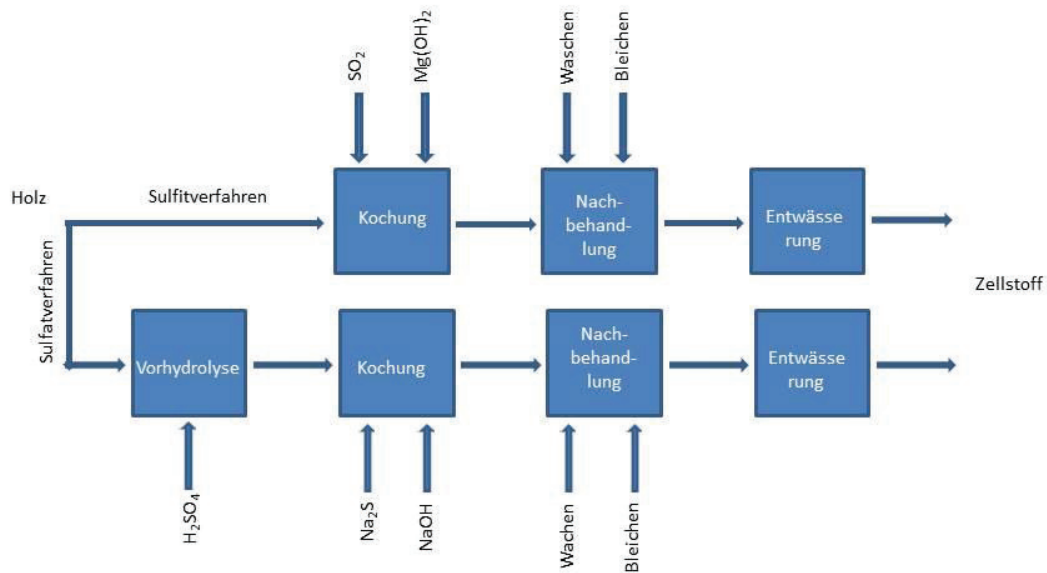 SO₂
Mg(OH)₂
Waschen
Bleichen
Holz
Sulfitverfahren
Kochung
Nach-
behand-
lung
Entwässe
rung
Sulfatverfahren
Zellstoff
Vorhydrolyse
Kochung
Nach-
behand-
lung
Entwässe
rung
H₂SO₄
Na₂S
NaOH
Wachen
Bleichen